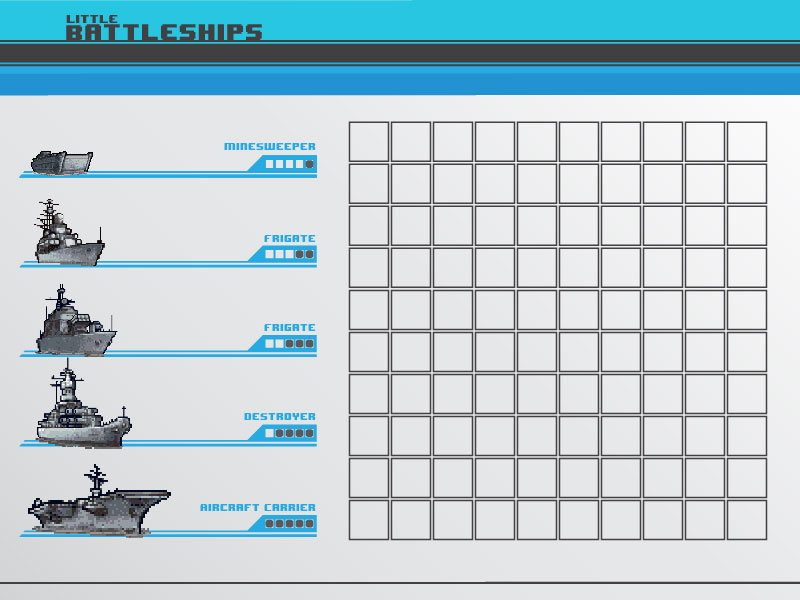 LITTLE
BATTLESHIPS
MINESWEEPER
FRIGATE
FRIGATE
DESTROYER
AIRCRAFT CARRIER